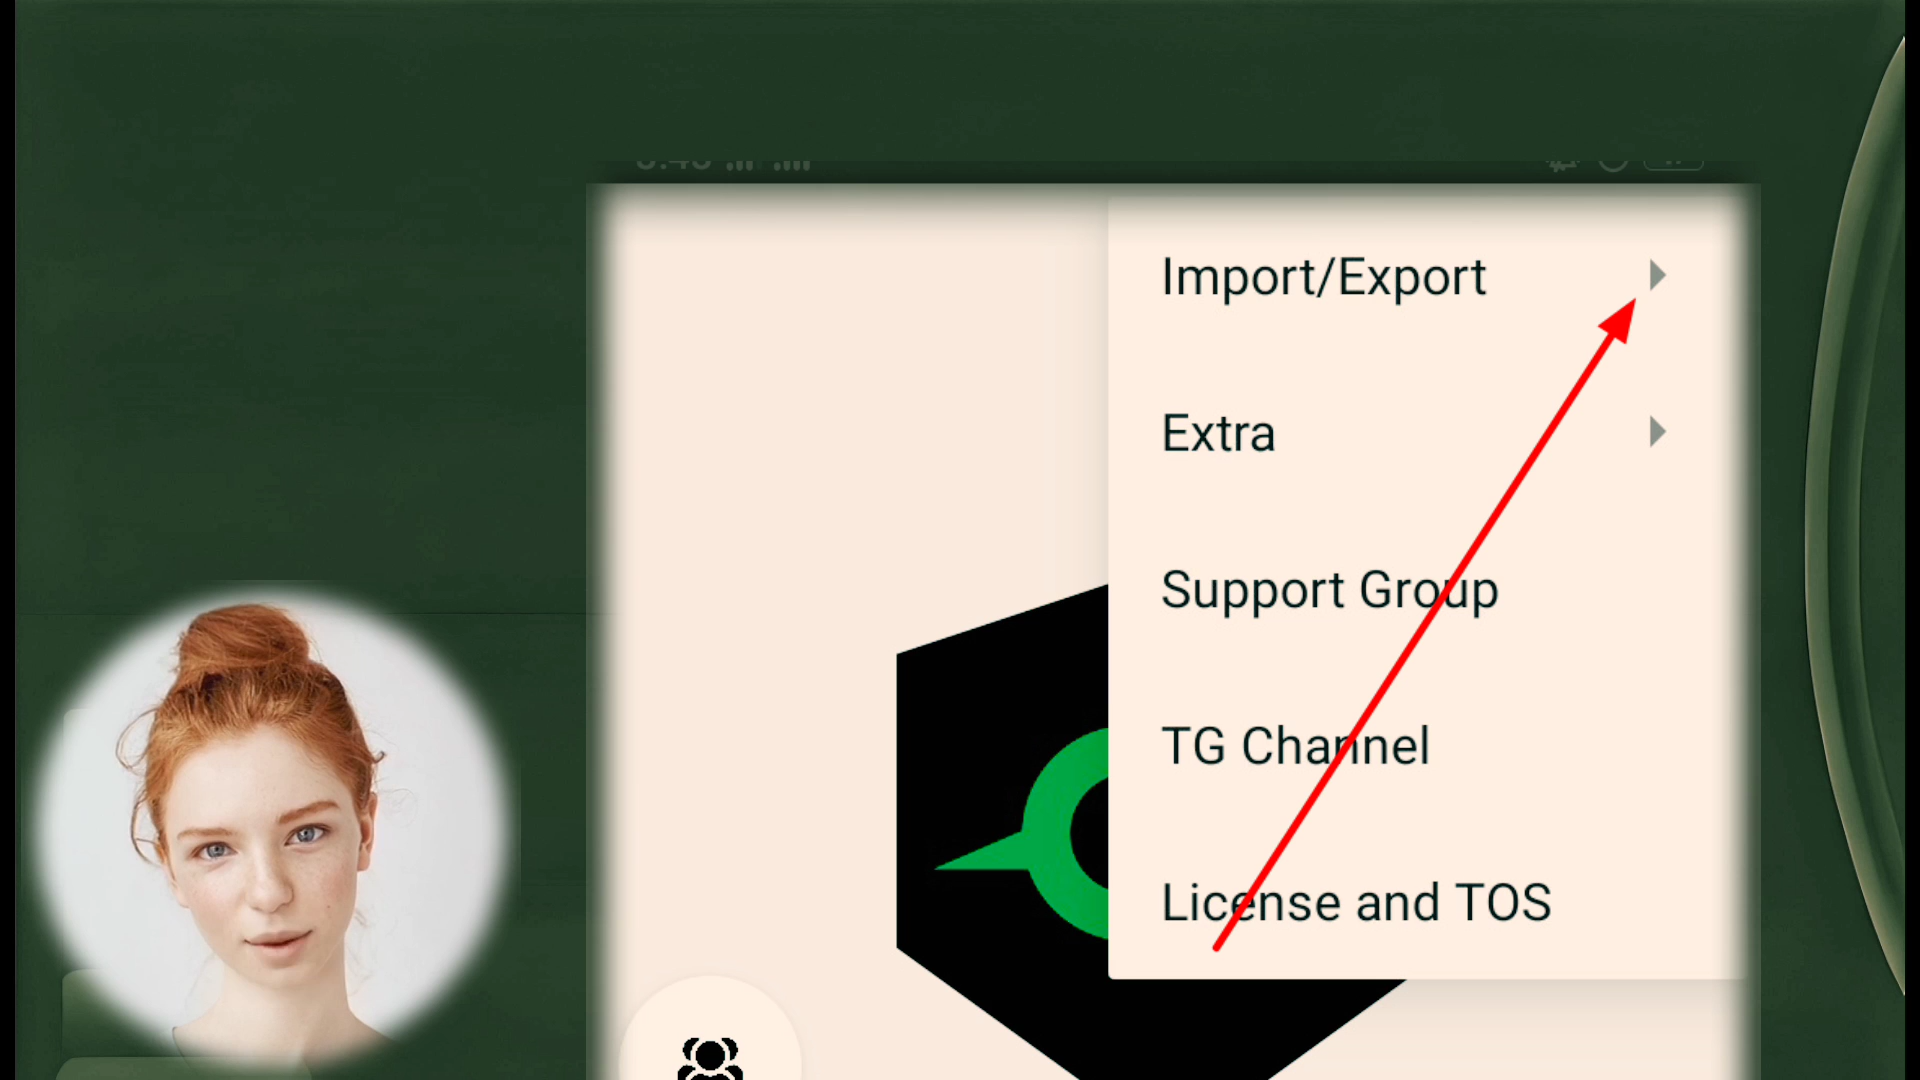 Import/Export
Extra
Support Group
TG Channel
License and TOS